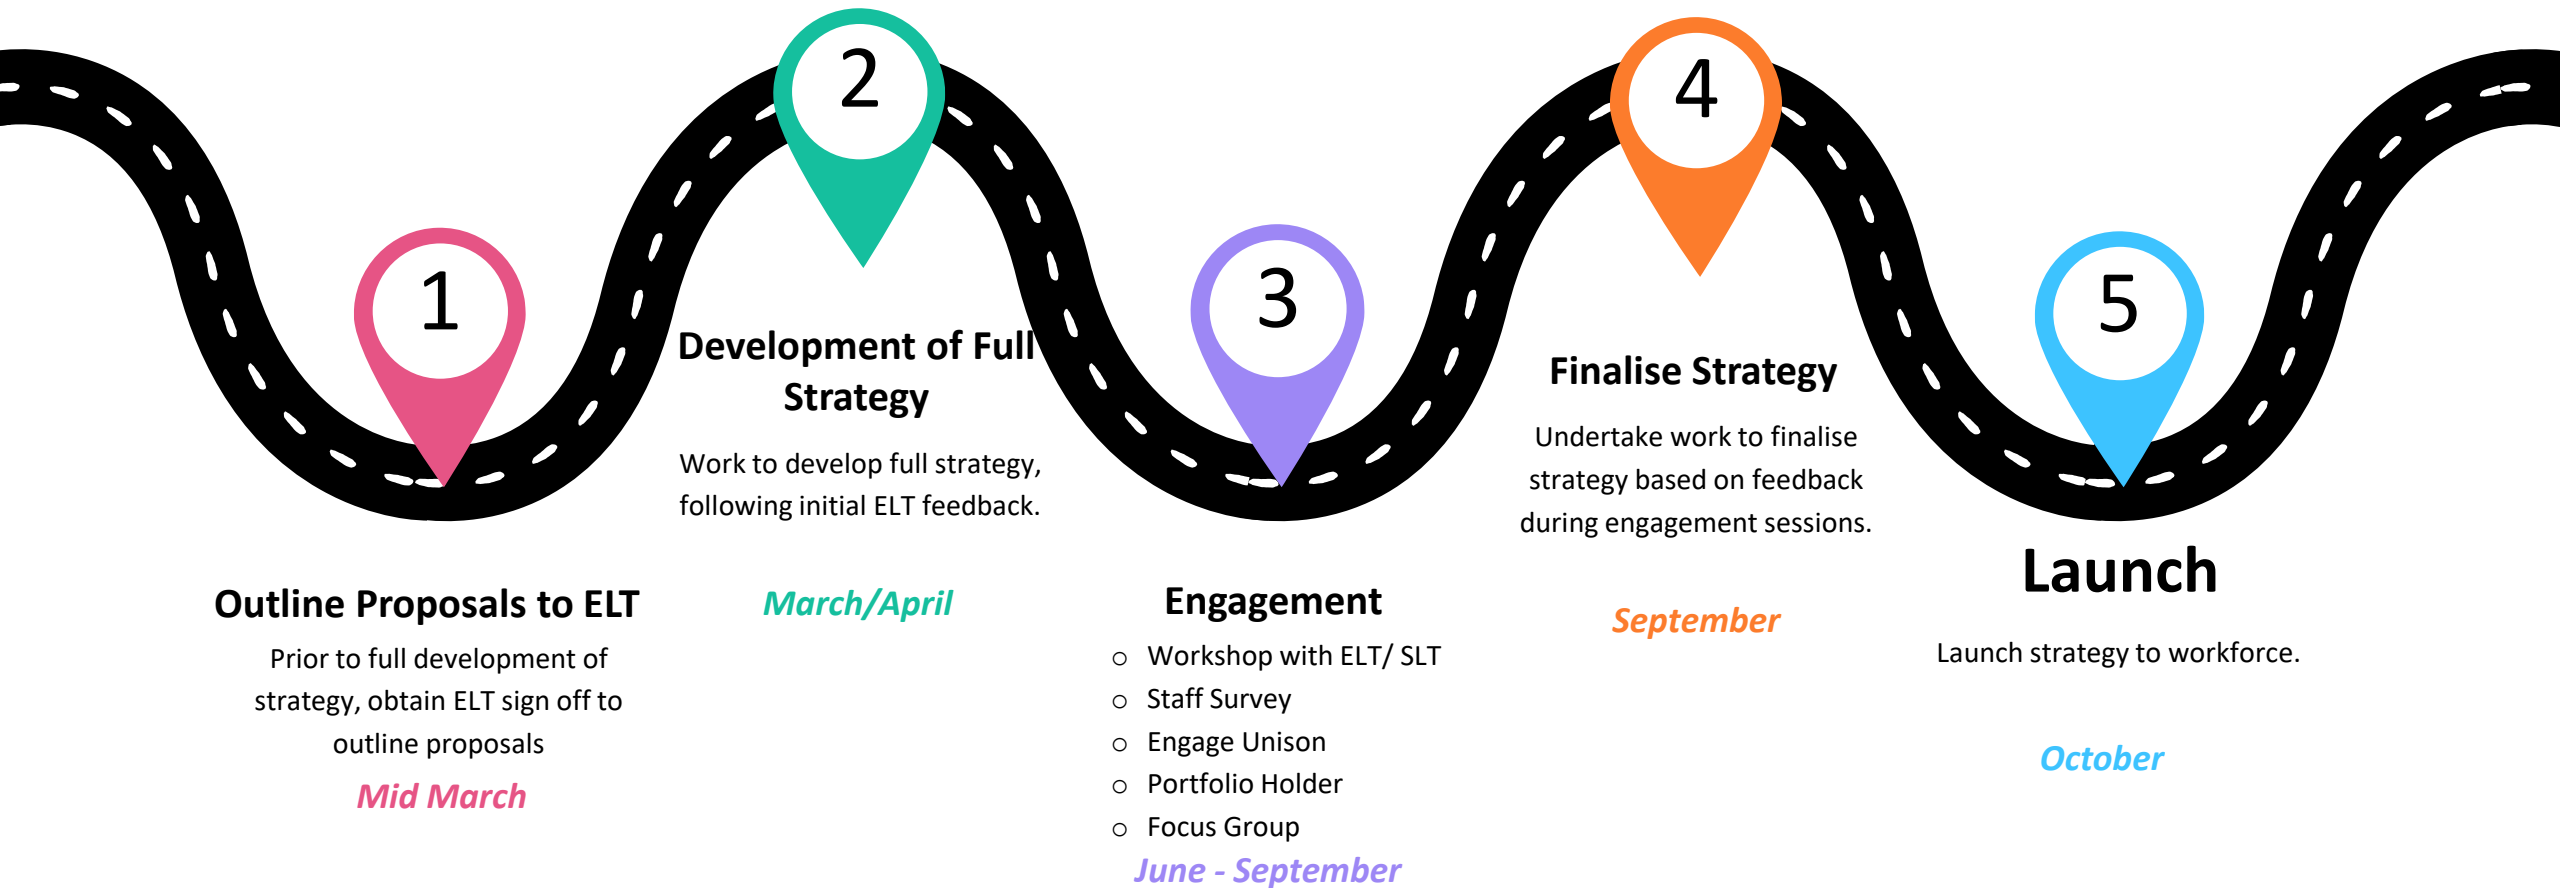 1
Outline Proposals to ELT
Prior to full development of
strategy, obtain ELT sign off to
outline proposals
Mid March
2
Development of Full
Strategy
Work to develop full strategy,
following initial ELT feedback.
March/April
3
Engagement
o Workshop with ELT/ SLT
o Staff Survey
o Engage Unison
o Portfolio Holder
o Focus Group
June - September
4
Finalise Strategy
Undertake work to finalise
strategy based on feedback
during engagement sessions.
September
5
Launch
Launch strategy to workforce.
October